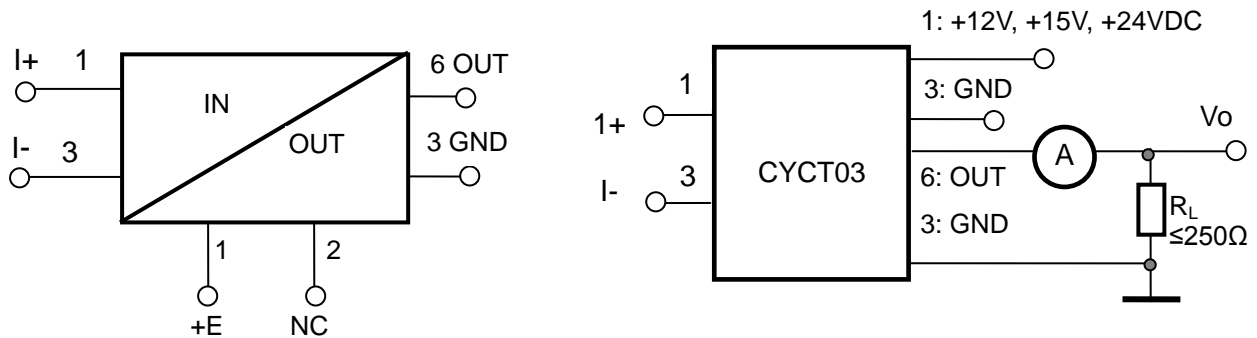 I+ 1
IN
6 OUT
I- 3
OUT
3 GND
1
2
+E
NC
1: +12V, +15V, +24VDC
1
3: GND
1+
Vo
A
CYCT03
3
I-
6: OUT
RL
≤250Ω
3: GND